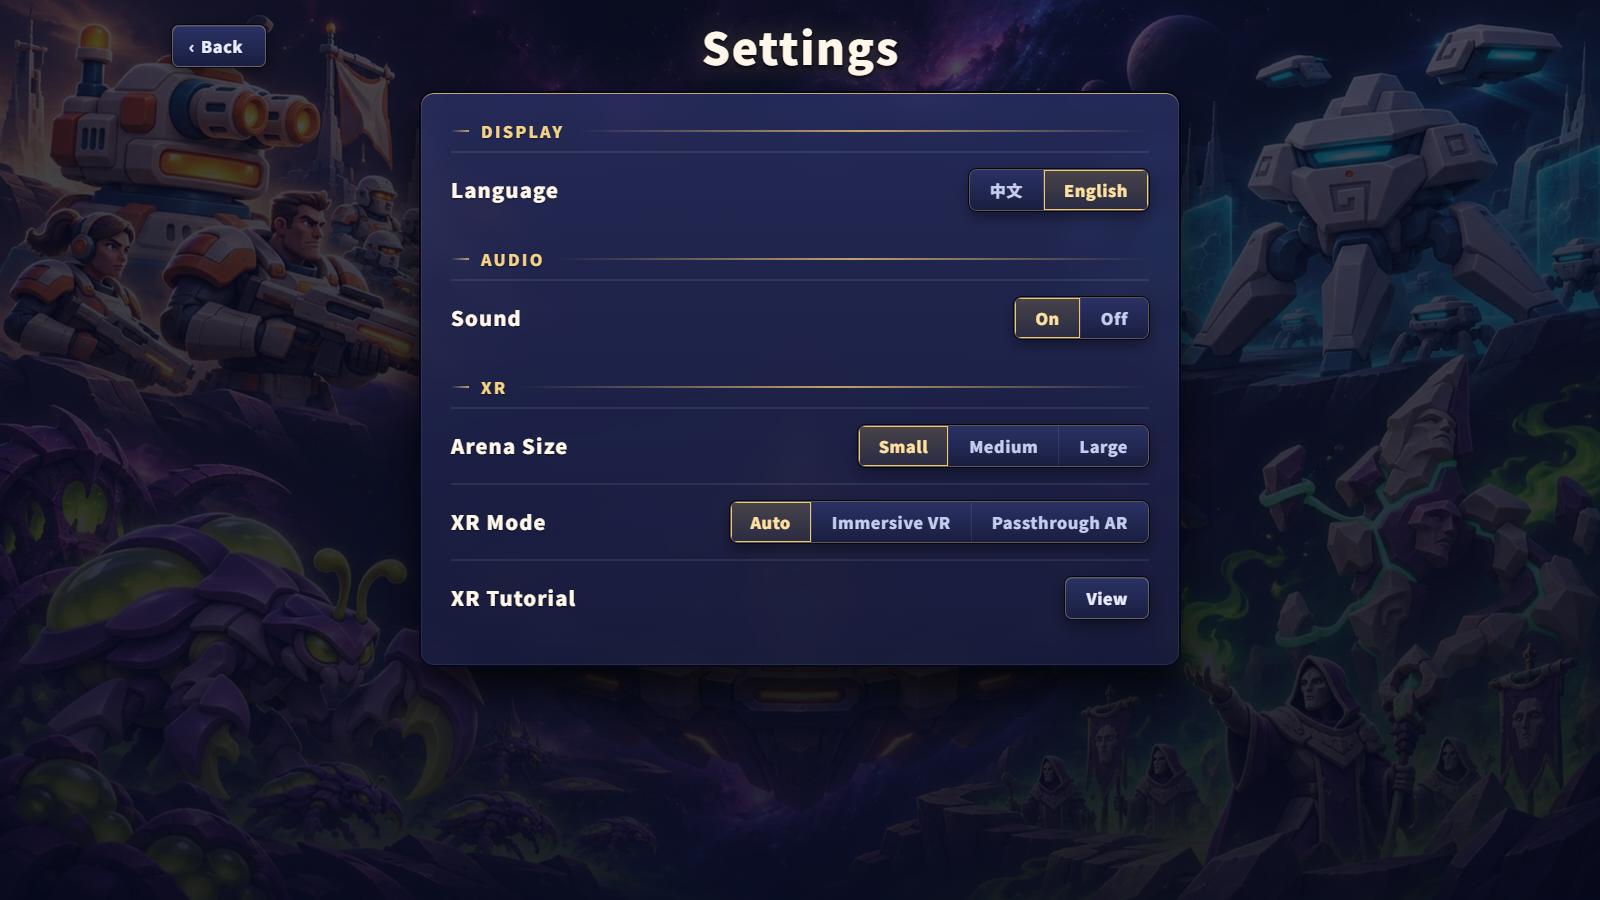 ‹ Back
Settings
DISPLAY
Language
中文 English
AUDIO
Sound
On Off
XR
Arena Size
Small Medium Large
XR Mode
Auto Immersive VR Passthrough AR
XR Tutorial
View